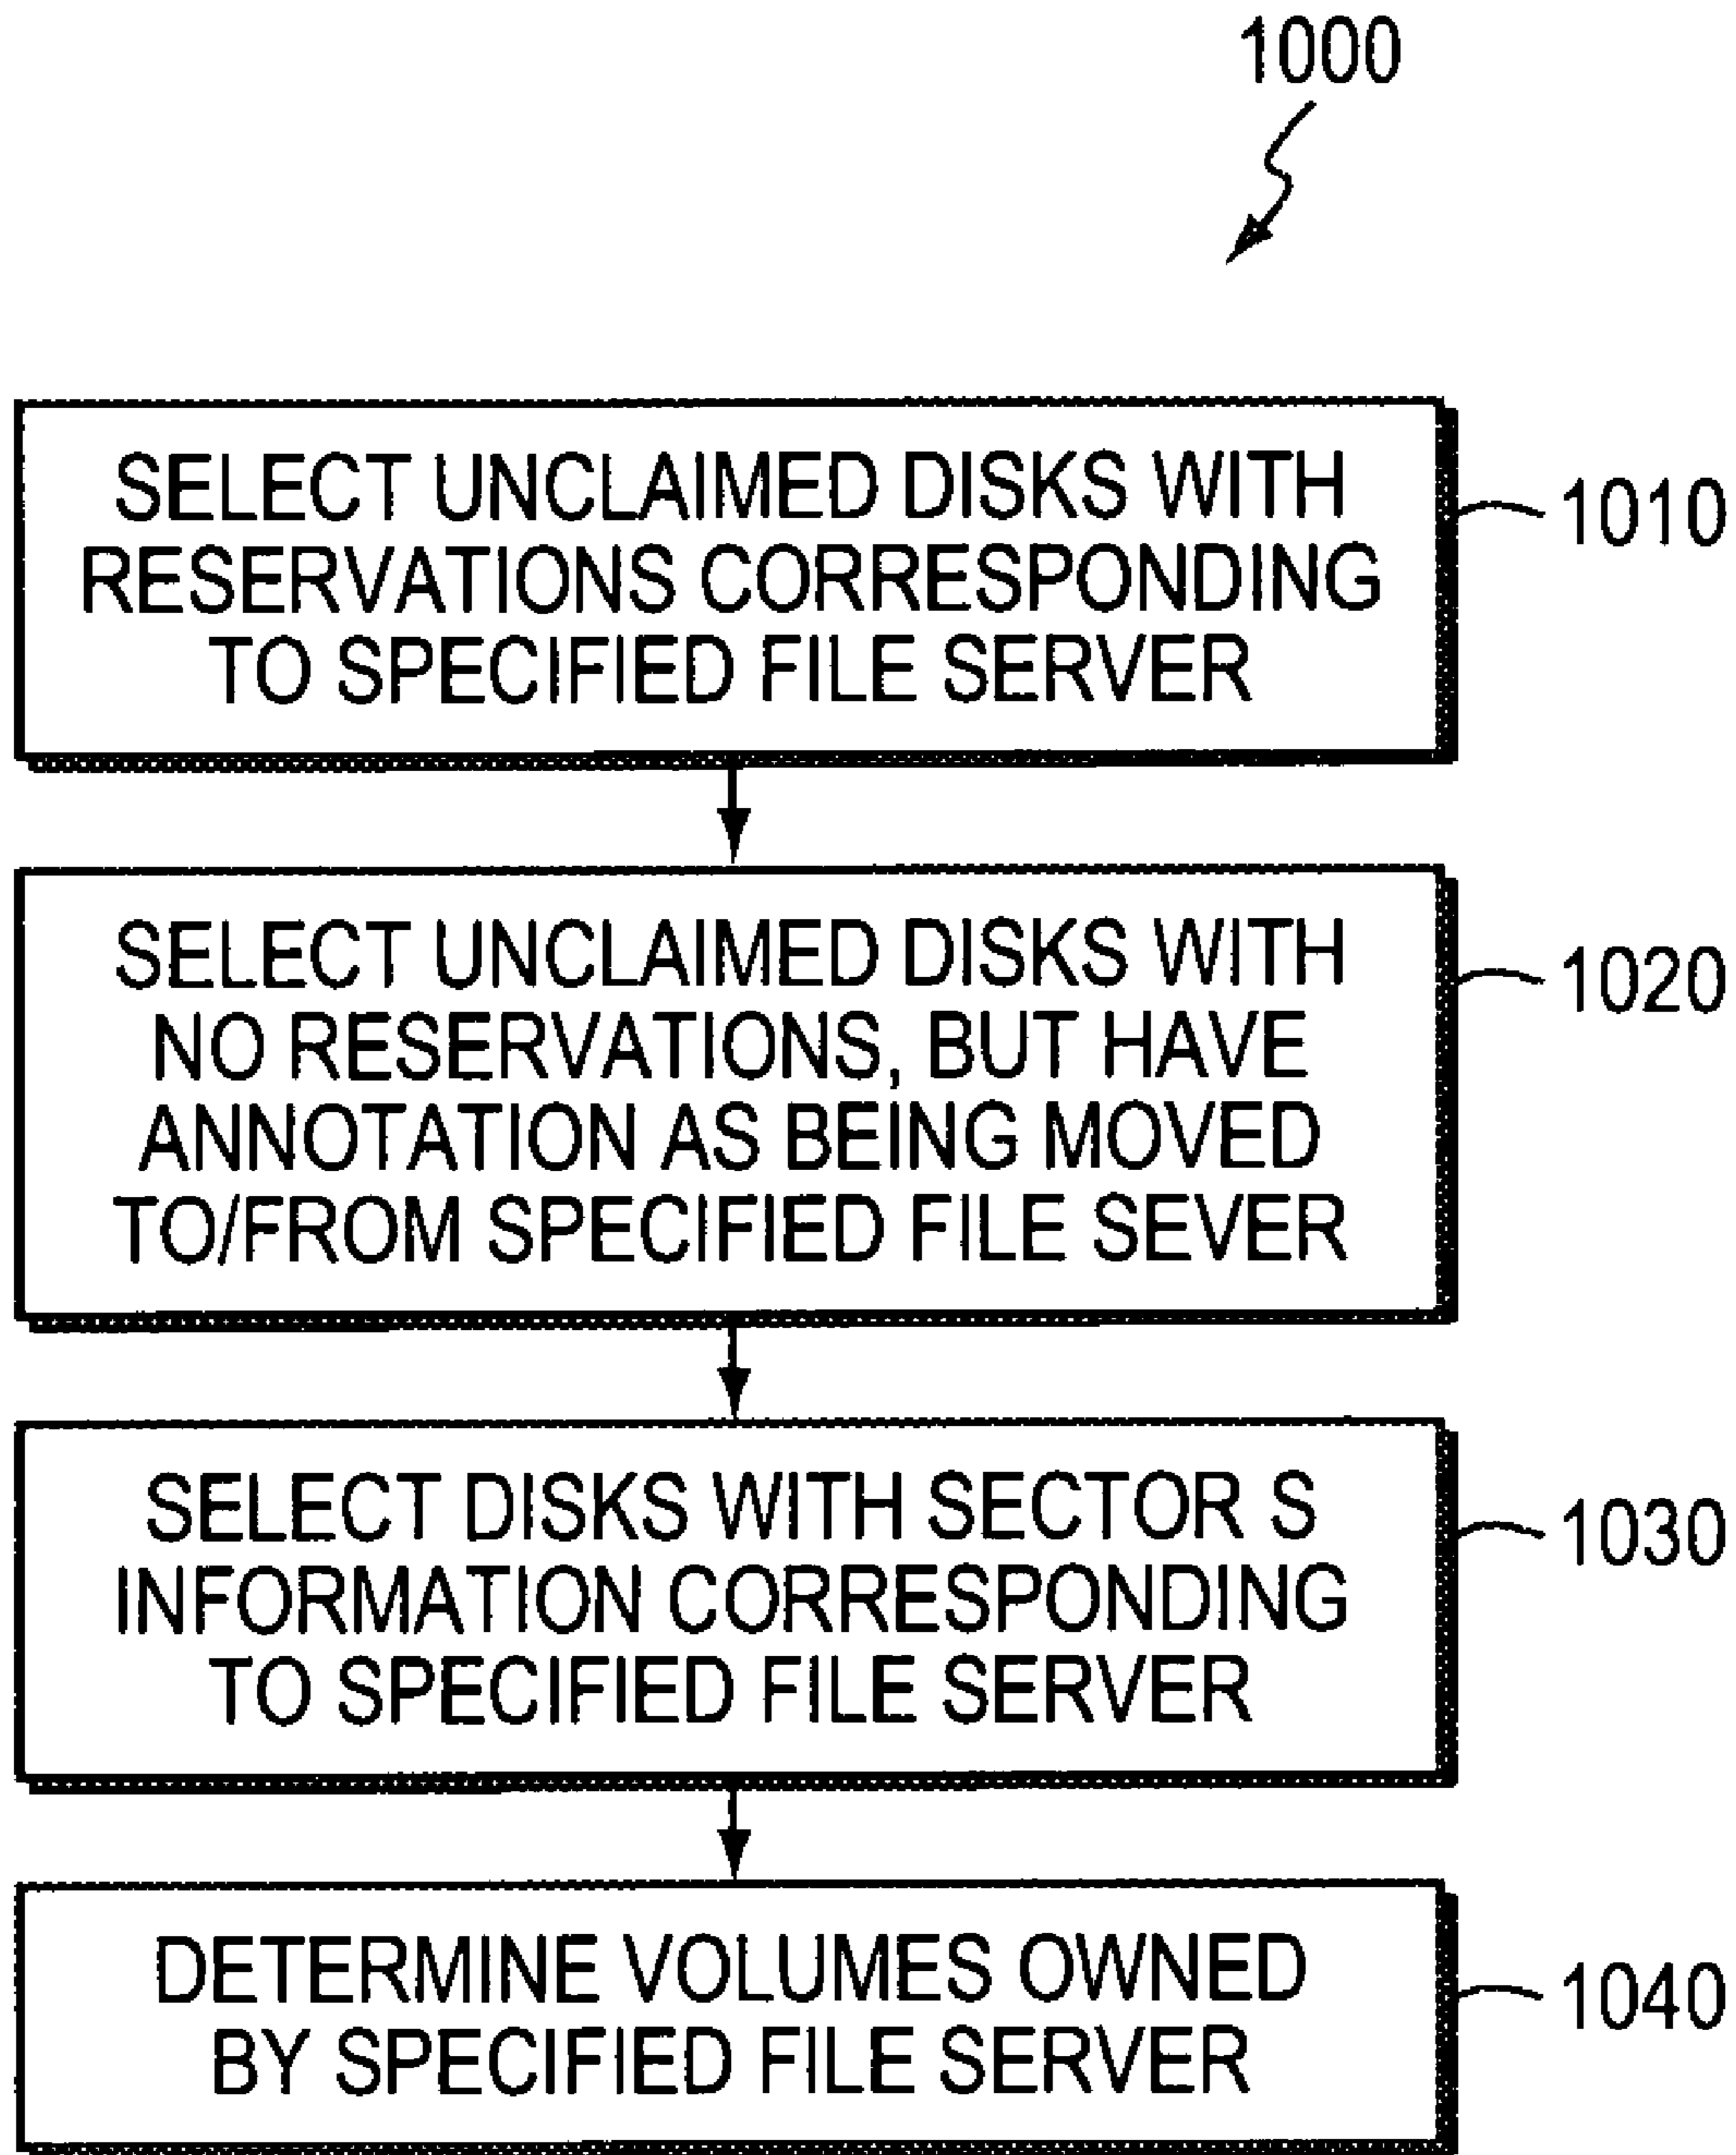 1000
SELECT UNCLAIMED DISKS WITH
RESERVATIONS CORRESPONDING
TO SPECIFIED FILE SERVER
1010
SELECT UNCLAIMED DISKS WITH
NO RESERVATIONS, BUT HAVE
ANNOTATION AS BEING MOVED
TO/FROM SPECIFIED FILE SEVER
1020
SELECT DISKS WITH SECTOR S
INFORMATION CORRESPONDING
TO SPECIFIED FILE SERVER
1030
DETERMINE VOLUMES OWNED
BY SPECIFIED FILE SERVER
1040